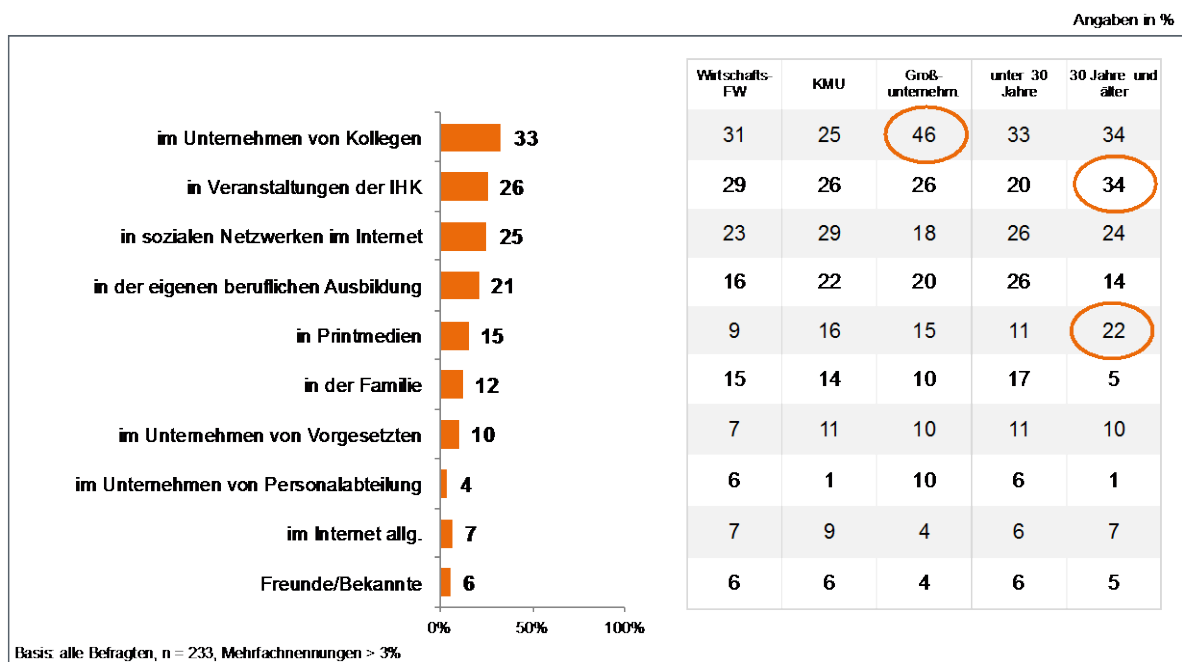 Angaben in %
Wirtschafts-
FW
KMU
Groß-
unternehm.
unter 30
Jahre
30 Jahre und
älter
im Unternehmen von Kollegen 33 31 25 46 33 34
in Veranstaltungen der IHK 26 29 26 26 20 34
in sozialen Netzwerken im Internet 25 23 29 18 26 24
in der eigenen beruflichen Ausbildung 21 16 22 20 26 14
in Printmedien 15 9 16 15 11 22
in der Familie 12 15 14 10 17 5
im Unternehmen von Vorgesetzten 10 7 11 10 11 10
im Unternehmen von Personalabteilung 4 6 1 10 6 1
im Internet allg. 7 7 9 4 6 7
Freunde/Bekannte 6 6 6 4 6 5
0% 50% 100%
Basis: alle Befragten, n = 233, Mehrfachnennungen > 3%